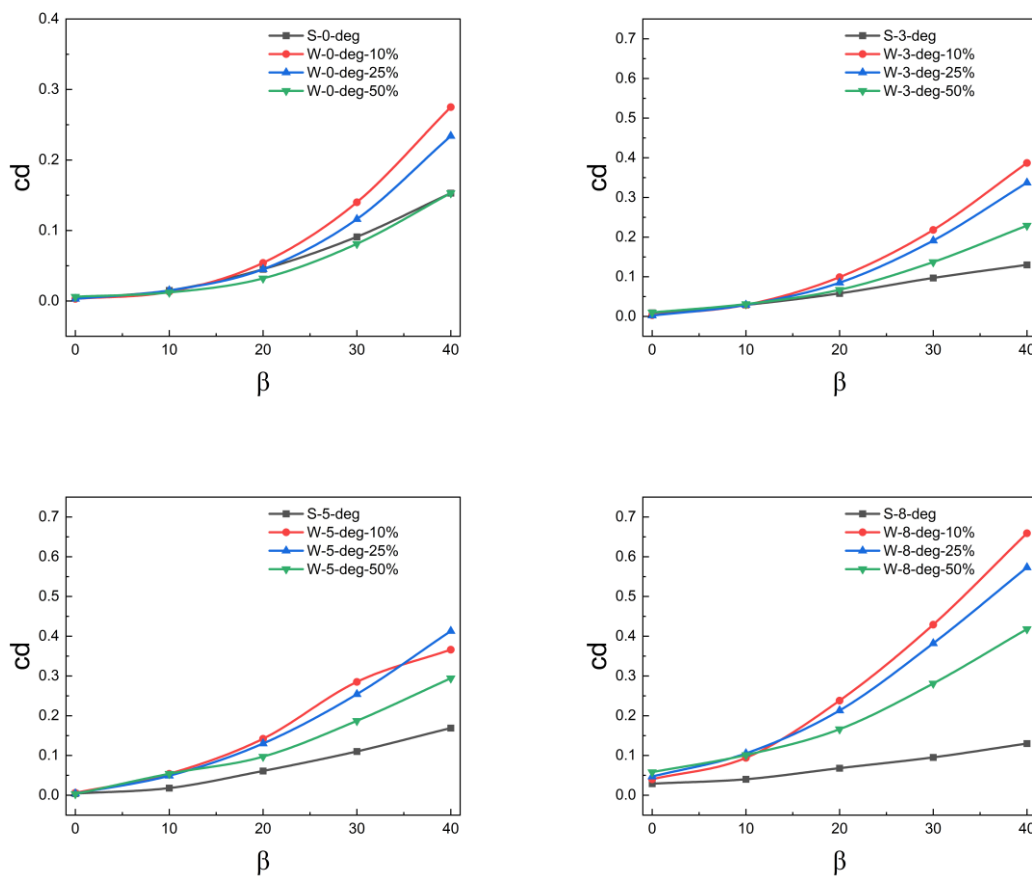 0.4
0.3
0.2
0.1
0.0
cd
S-0-deg
W-0-deg-10%
W-0-deg-25%
W-0-deg-50%
0 10 20 30 40
β
0.7
0.6
0.5
0.4
0.3
0.2
0.1
0.0
cd
S-3-deg
W-3-deg-10%
W-3-deg-25%
W-3-deg-50%
0 10 20 30 40
β
0.7
0.6
0.5
0.4
0.3
0.2
0.1
0.0
cd
S-5-deg
W-5-deg-10%
W-5-deg-25%
W-5-deg-50%
0 10 20 30 40
β
0.7
0.6
0.5
0.4
0.3
0.2
0.1
0.0
cd
S-8-deg
W-8-deg-10%
W-8-deg-25%
W-8-deg-50%
0 10 20 30 40
β